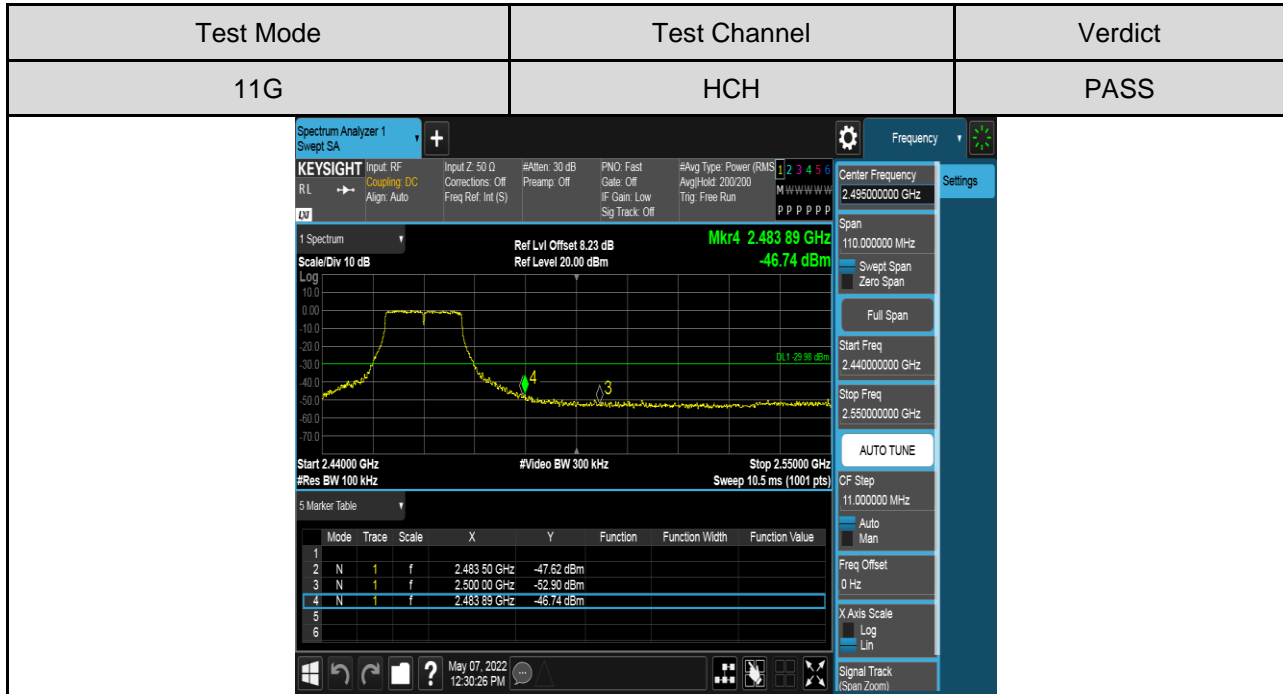 Test Mode Test Channel Verdict
11G HCH PASS
Spectrum Analyzer 1
Swept SA
+
Frequency
KEYSIGHT Input: RF Input Z: 50 Ω #Atten: 30 dB PNO: Fast #Avg Type: Power (RMS 1 2 3 4 5 6
RL Coupling: DC Corrections: Off Preamp: Off Gate: Off Avg|Hold: 200/200 M W W W W W
Align: Auto Freq Ref: Int (S) IF Gain: Low Trig: Free Run
LXI Sig Track: Off P P P P P P
1 Spectrum Ref Lvl Offset 8.23 dB Mkr4 2.483 89 GHz
Scale/Div 10 dB Ref Level 20.00 dBm -46.74 dBm
Log
10.0
0.00
-10.0
-20.0
DL1 -29.98 dBm
-30.0
-40.0
4
3
-50.0
-60.0
-70.0
Start 2.44000 GHz #Video BW 300 kHz Stop 2.55000 GHz
#Res BW 100 kHz Sweep 10.5 ms (1001 pts)
5 Marker Table
Mode Trace Scale X Y Function Function Width Function Value
1
2 N 1 f 2.483 50 GHz -47.62 dBm
3 N 1 f 2.500 00 GHz -52.90 dBm
4 N 1 f 2.483 89 GHz -46.74 dBm
5
6
?
May 07, 2022
12:30:26 PM
Center Frequency
2.495000000 GHz
Settings
Span
110.000000 MHz
Swept Span
Zero Span
Full Span
Start Freq
2.440000000 GHz
Stop Freq
2.550000000 GHz
AUTO TUNE
CF Step
11.000000 MHz
Auto
Man
Freq Offset
0 Hz
X Axis Scale
Log
Lin
Signal Track
(Span Zoom)